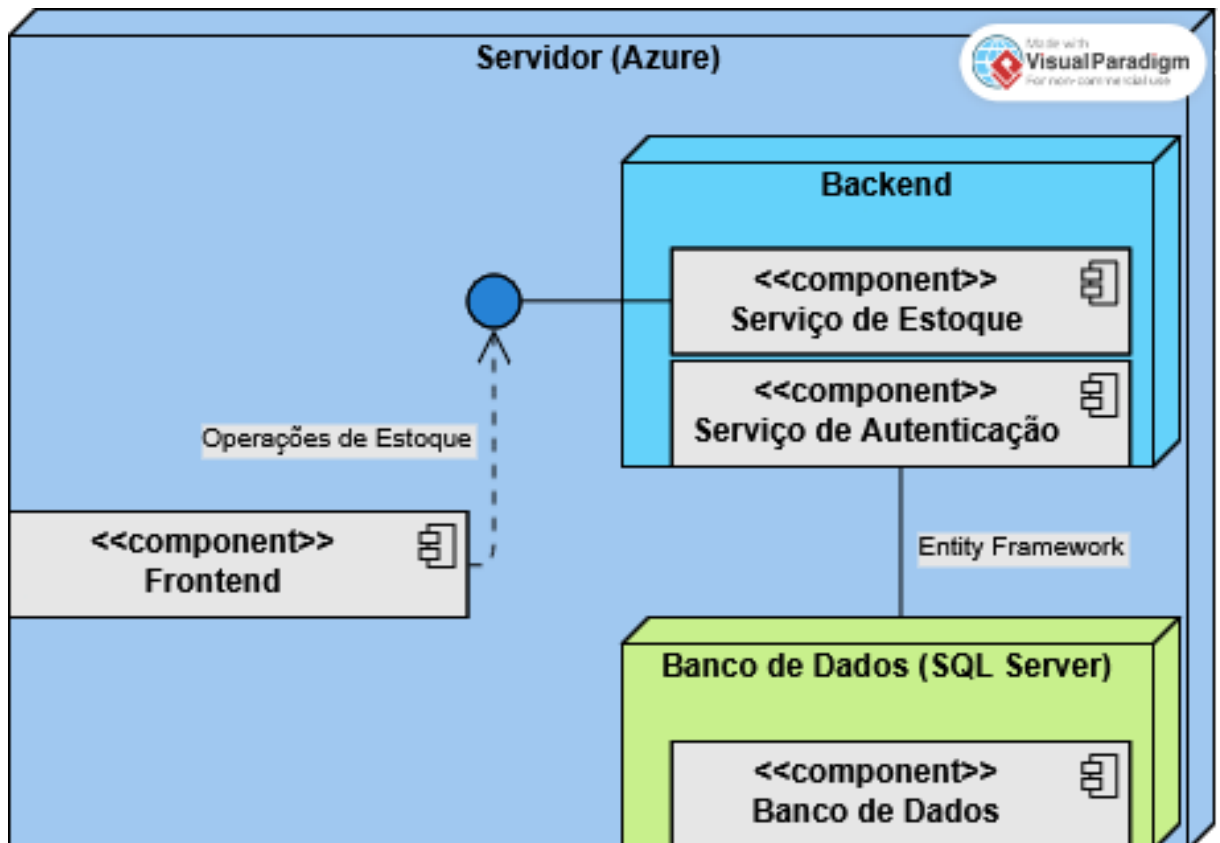 Servidor (Azure)
Made with
Visual Paradigm
For non-commercial use
Backend
<<component>>
Serviço de Estoque
<<component>>
Serviço de Autenticação
Operações de Estoque
<<component>>
Frontend
Entity Framework
Banco de Dados (SQL Server)
<<component>>
Banco de Dados